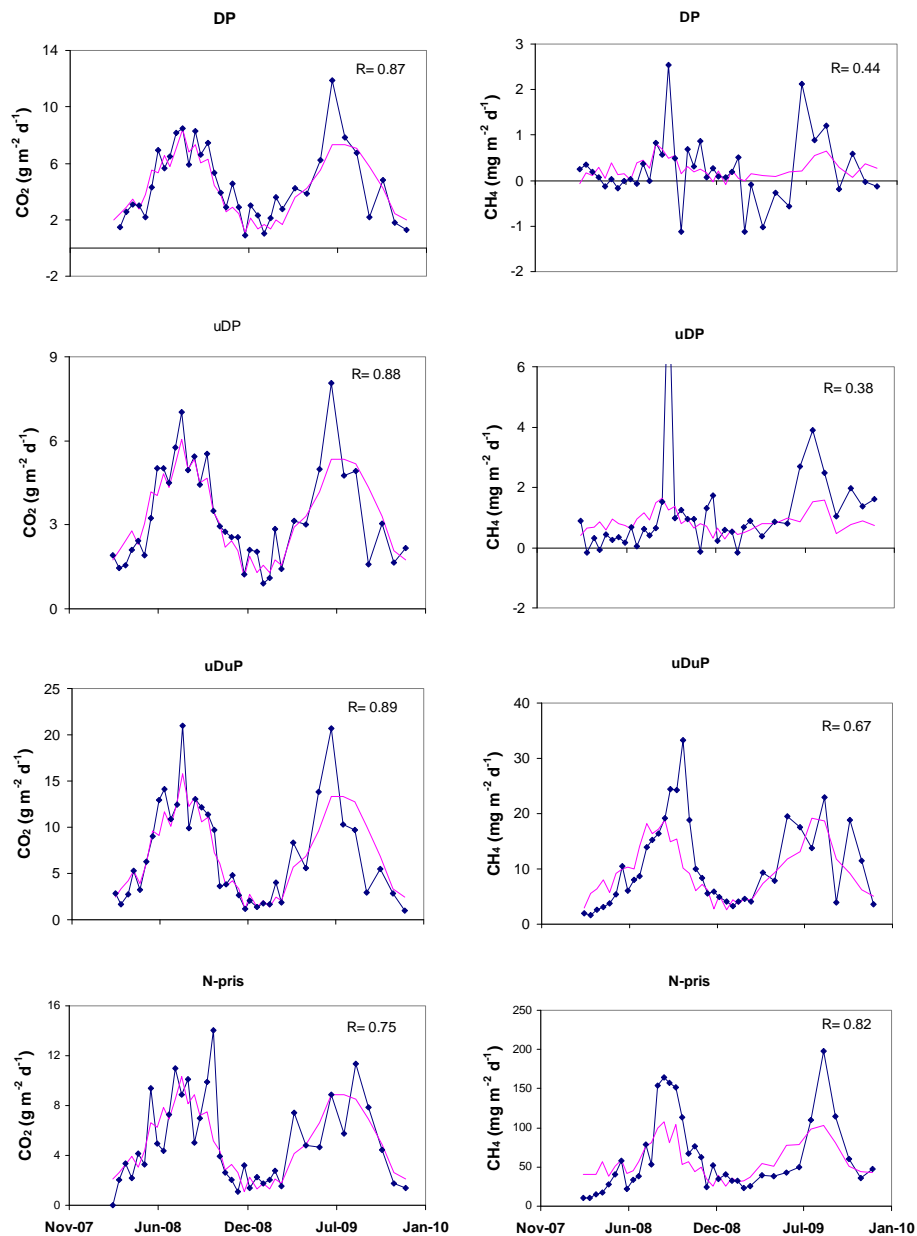 DP
14
10
6
2
-2
CO₂ (g m⁻² d⁻¹)
R= 0.87
DP
3
2
1
0
-1
-2
CH₄ (mg m⁻² d⁻¹)
R= 0.44
uDP
9
6
3
0
CO₂ (g m⁻² d⁻¹)
R= 0.88
uDP
6
4
2
0
-2
CH₄ (mg m⁻² d⁻¹)
R= 0.38
uDuP
25
20
15
10
5
0
CO₂ (g m⁻² d⁻¹)
R= 0.89
uDuP
40
30
20
10
0
CH₄ (mg m⁻² d⁻¹)
R= 0.67
N-pris
16
12
8
4
0
CO₂ (g m⁻² d⁻¹)
R= 0.75
Nov-07 Jun-08 Dec-08 Jul-09 Jan-10
N-pris
250
200
150
100
50
0
CH₄ (mg m⁻² d⁻¹)
R= 0.82
Nov-07 Jun-08 Dec-08 Jul-09 Jan-10